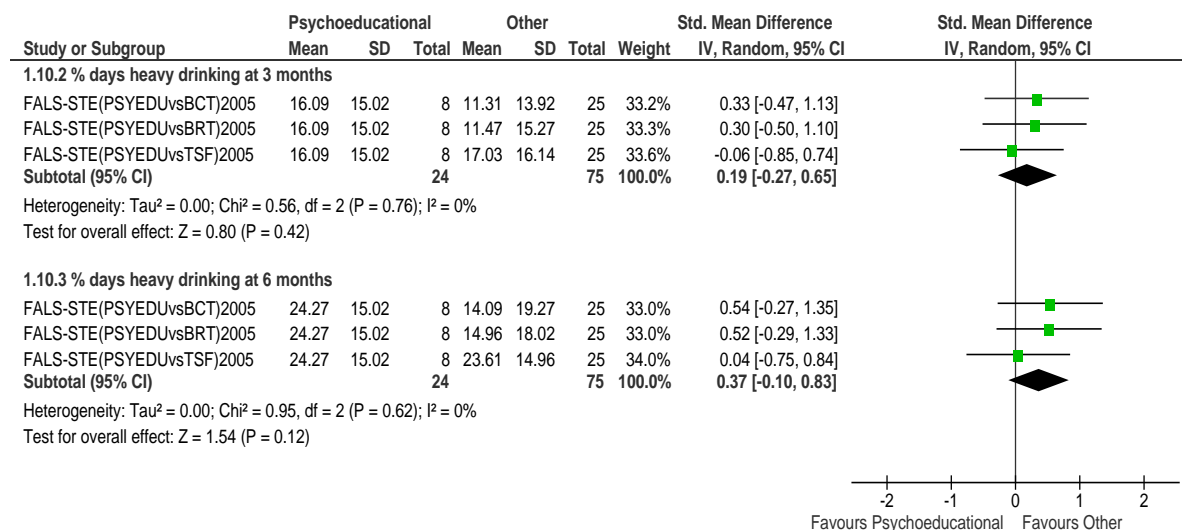 Psychoeducational Other Std. Mean Difference Std. Mean Difference
Study or Subgroup Mean SD Total Mean SD Total Weight IV, Random, 95% CI IV, Random, 95% CI
1.10.2 % days heavy drinking at 3 months
FALS-STE(PSYEDUvsBCT)2005 16.09 15.02 8 11.31 13.92 25 33.2% 0.33 [-0.47, 1.13]
FALS-STE(PSYEDUvsBRT)2005 16.09 15.02 8 11.47 15.27 25 33.3% 0.30 [-0.50, 1.10]
FALS-STE(PSYEDUvsTSF)2005 16.09 15.02 8 17.03 16.14 25 33.6% -0.06 [-0.85, 0.74]
Subtotal (95% CI) 24 75 100.0% 0.19 [-0.27, 0.65]
Heterogeneity: Tau² = 0.00; Chi² = 0.56, df = 2 (P = 0.76); I² = 0%
Test for overall effect: Z = 0.80 (P = 0.42)
1.10.3 % days heavy drinking at 6 months
FALS-STE(PSYEDUvsBCT)2005 24.27 15.02 8 14.09 19.27 25 33.0% 0.54 [-0.27, 1.35]
FALS-STE(PSYEDUvsBRT)2005 24.27 15.02 8 14.96 18.02 25 33.0% 0.52 [-0.29, 1.33]
FALS-STE(PSYEDUvsTSF)2005 24.27 15.02 8 23.61 14.96 25 34.0% 0.04 [-0.75, 0.84]
Subtotal (95% CI) 24 75 100.0% 0.37 [-0.10, 0.83]
Heterogeneity: Tau² = 0.00; Chi² = 0.95, df = 2 (P = 0.62); I² = 0%
Test for overall effect: Z = 1.54 (P = 0.12)
-2 -1 0 1 2
Favours Psychoeducational Favours Other